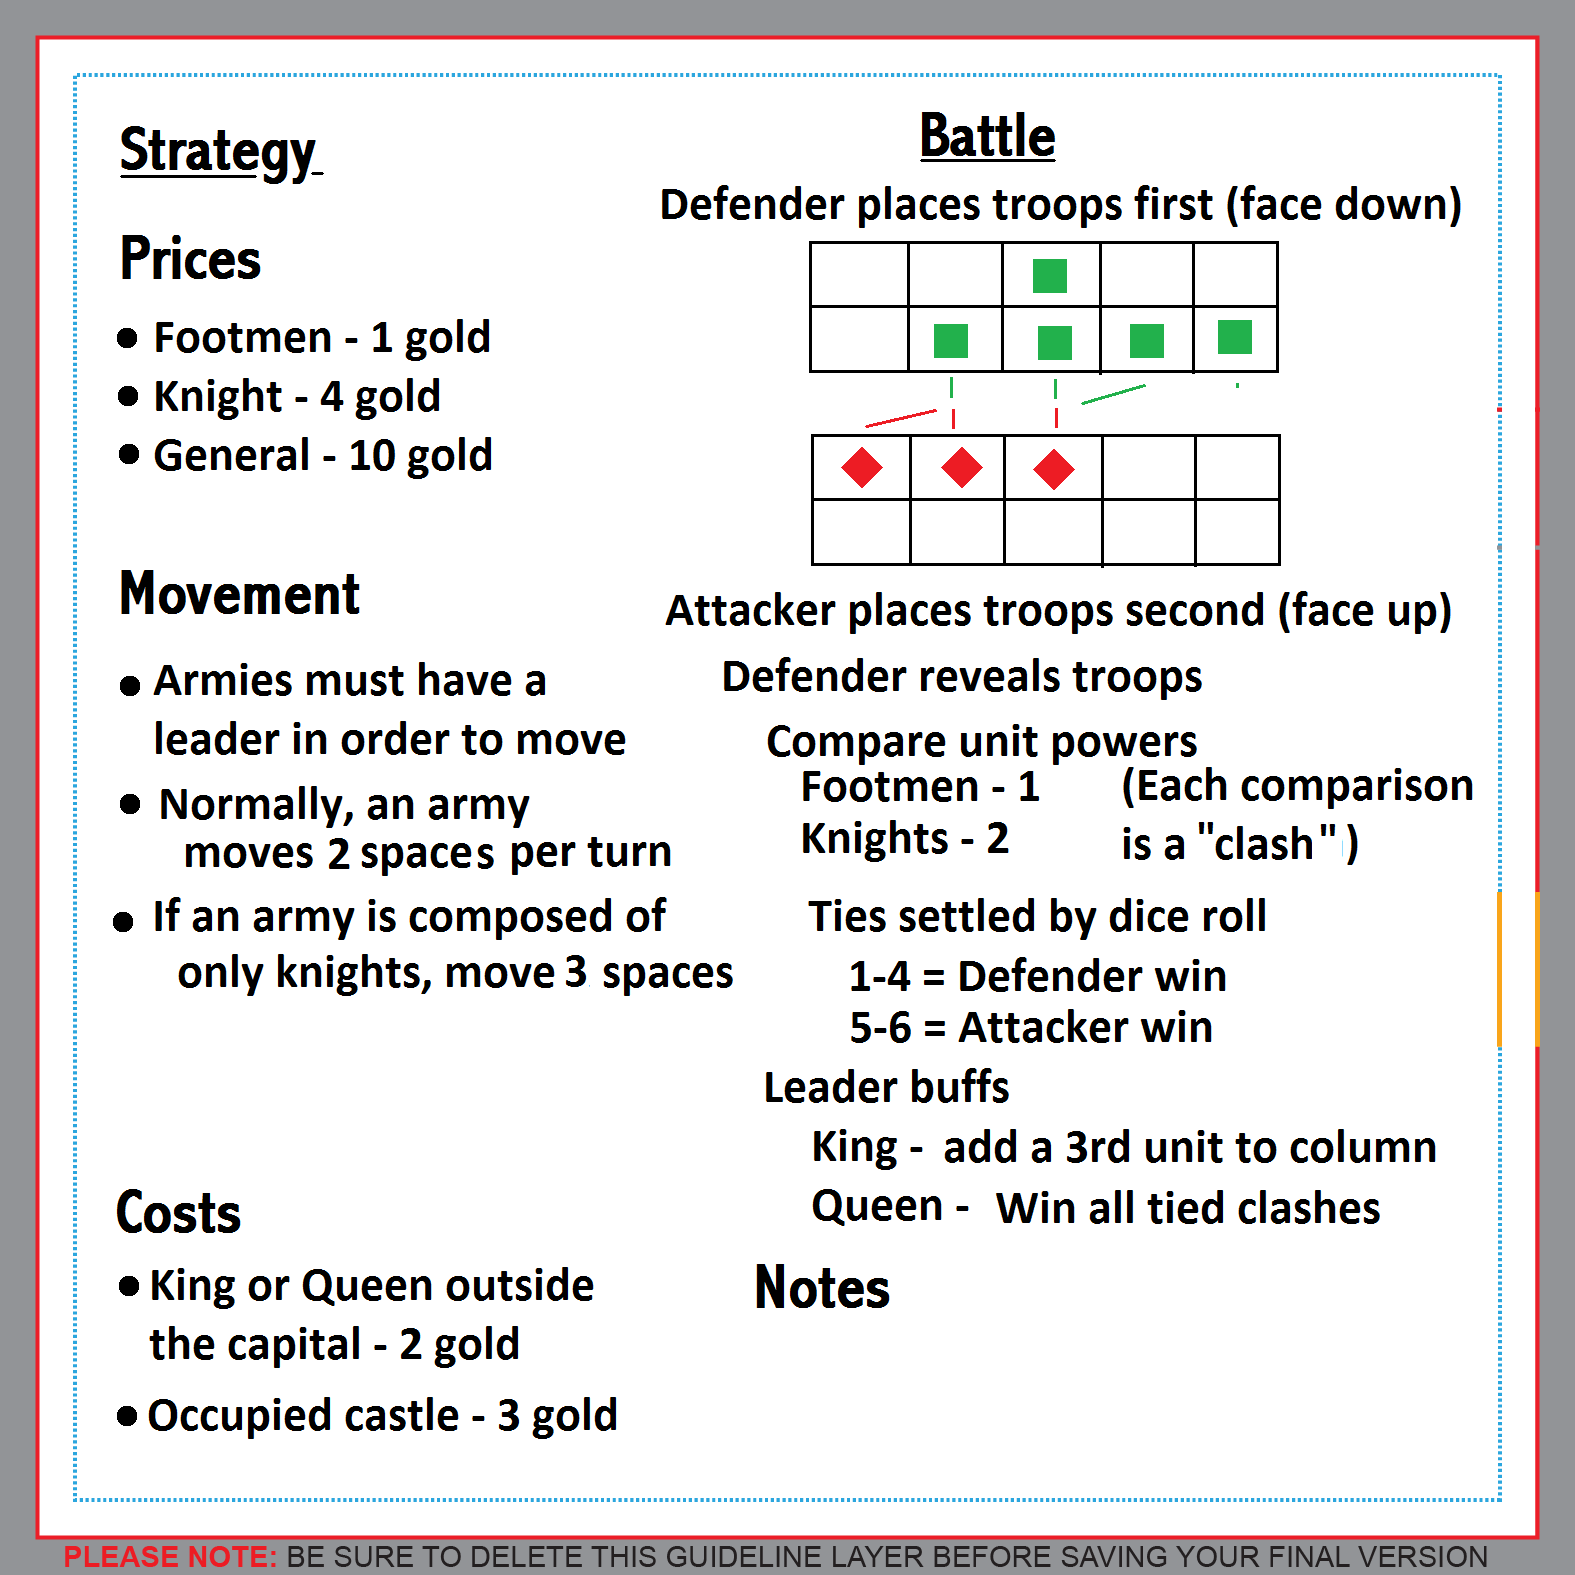 Strategy
Prices
• Footmen - 1 gold
• Knight - 4 gold
• General - 10 gold
Movement
• Armies must have a
leader in order to move
• Normally, an army
moves 2 spaces per turn
• If an army is composed of
only knights, move 3 spaces
Costs
• King or Queen outside
the capital - 2 gold
• Occupied castle - 3 gold
Battle
Defender places troops first (face down)
Attacker places troops second (face up)
Defender reveals troops
Compare unit powers
Footmen - 1
Knights - 2
(Each comparison
is a "clash")
Ties settled by dice roll
1-4 = Defender win
5-6 = Attacker win
Leader buffs
King - add a 3rd unit to column
Queen - Win all tied clashes
Notes
PLEASE NOTE: BE SURE TO DELETE THIS GUIDELINE LAYER BEFORE SAVING YOUR FINAL VERSION